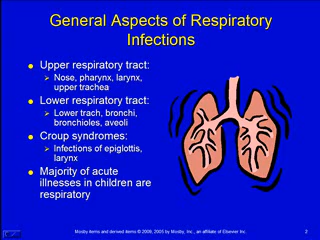 General Aspects of Respiratory
Infections
Upper respiratory tract:
Nose, pharynx, larynx,
upper trachea
Lower respiratory tract:
Lower trach, bronchi,
bronchioles, aveoli
Croup syndromes:
Infections of epiglottis,
larynx
Majority of acute
illnesses in children are
respiratory
Mosby items and derived items © 2009, 2005 by Mosby, Inc., an affiliate of Elsevier Inc.
2